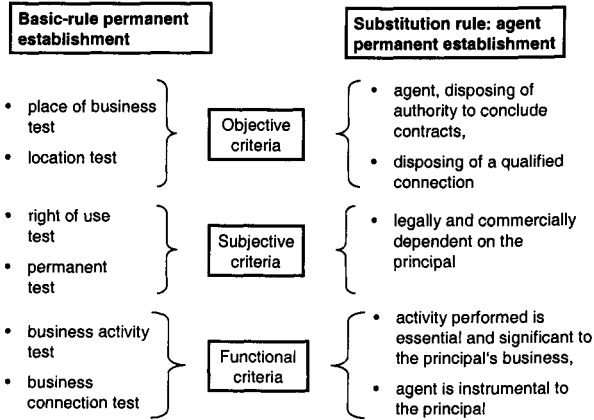 Basic-rule permanent
establishment
Substitution rule: agent
permanent establishment
• place of business
test
• location test
Objective
criteria
• agent, disposing of
authority to conclude
contracts,
• disposing of a qualified
connection
• right of use
test
• permanent
test
Subjective
criteria
• legally and commercially
dependent on the
principal
• business activity
test
• business
connection test
Functional
criteria
• activity performed is
essential and significant to
the principal's business,
• agent is instrumental to
the principal